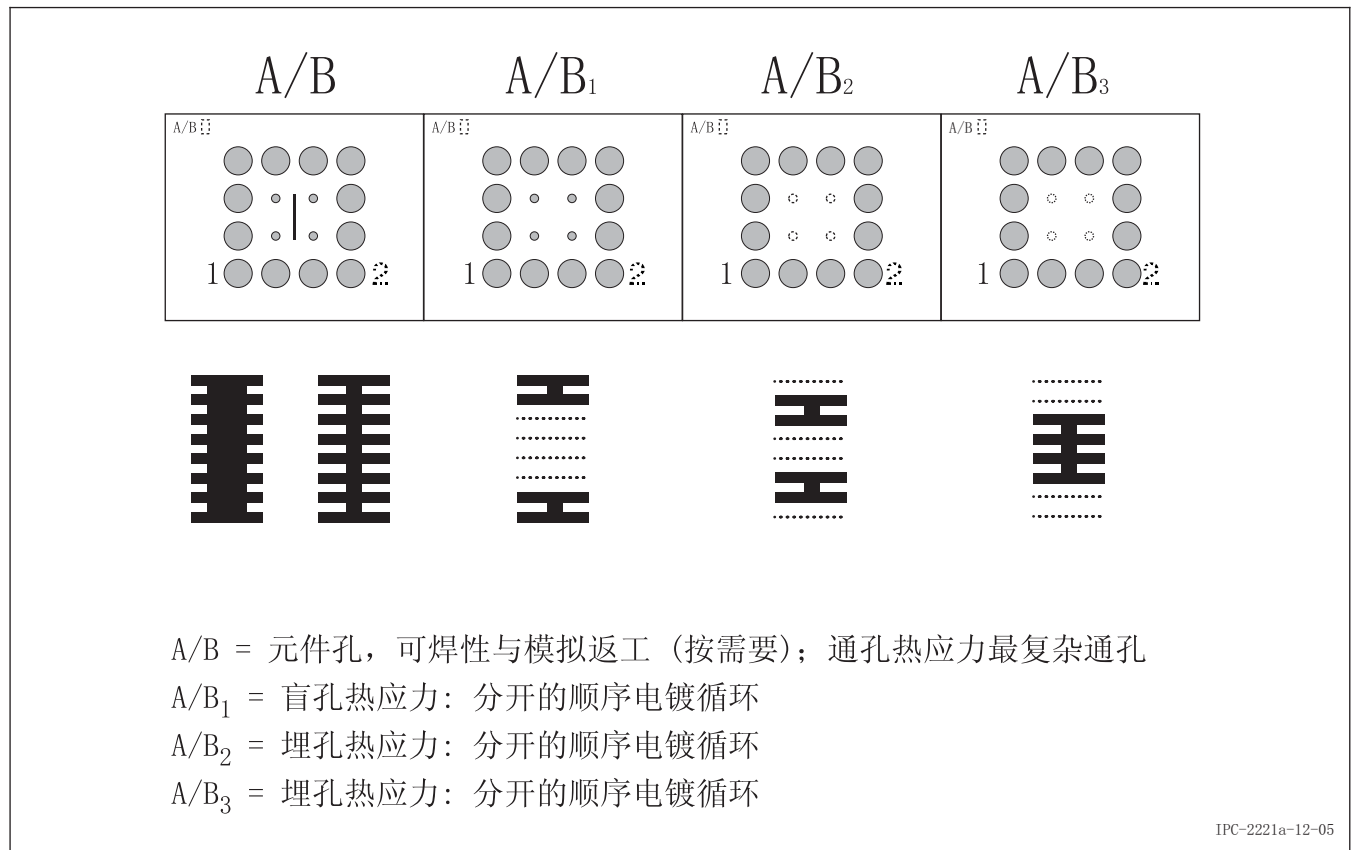 A/B A/B₁ A/B₂ A/B₃
A/B A/B A/B A/B
1 2 1 2 1 2 1 2
A/B = 元件孔，可焊性与模拟返工 (按需要)；通孔热应力最复杂通孔
A/B₁ = 盲孔热应力：分开的顺序电镀循环
A/B₂ = 埋孔热应力：分开的顺序电镀循环
A/B₃ = 埋孔热应力：分开的顺序电镀循环
IPC-2221a-12-05